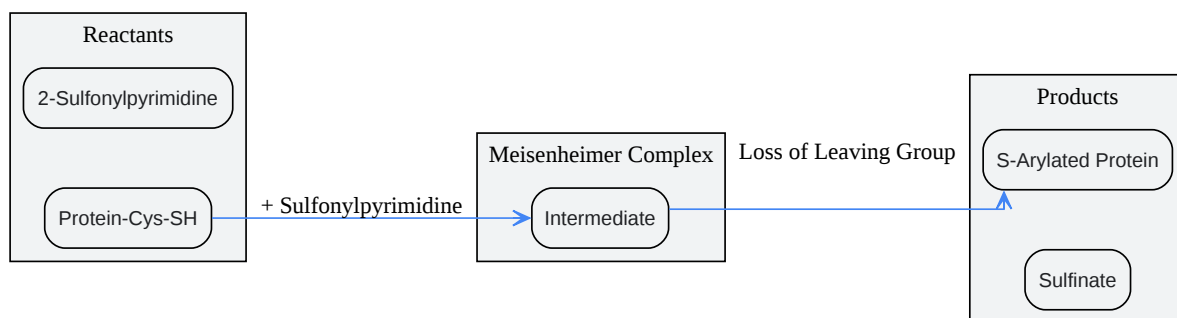 Reactants
2-Sulfonylpyrimidine
Protein-Cys-SH
+ Sulfonylpyrimidine
Meisenheimer Complex
Intermediate
Loss of Leaving Group
Products
S-Arylated Protein
Sulfinate